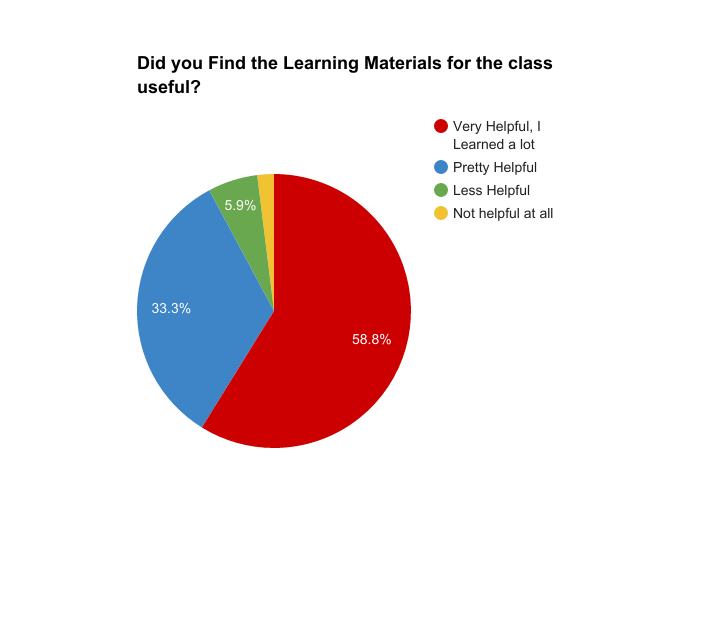 Did you Find the Learning Materials for the class
useful?
Very Helpful, I
Learned a lot
Pretty Helpful
Less Helpful
Not helpful at all
5.9%
33.3%
58.8%